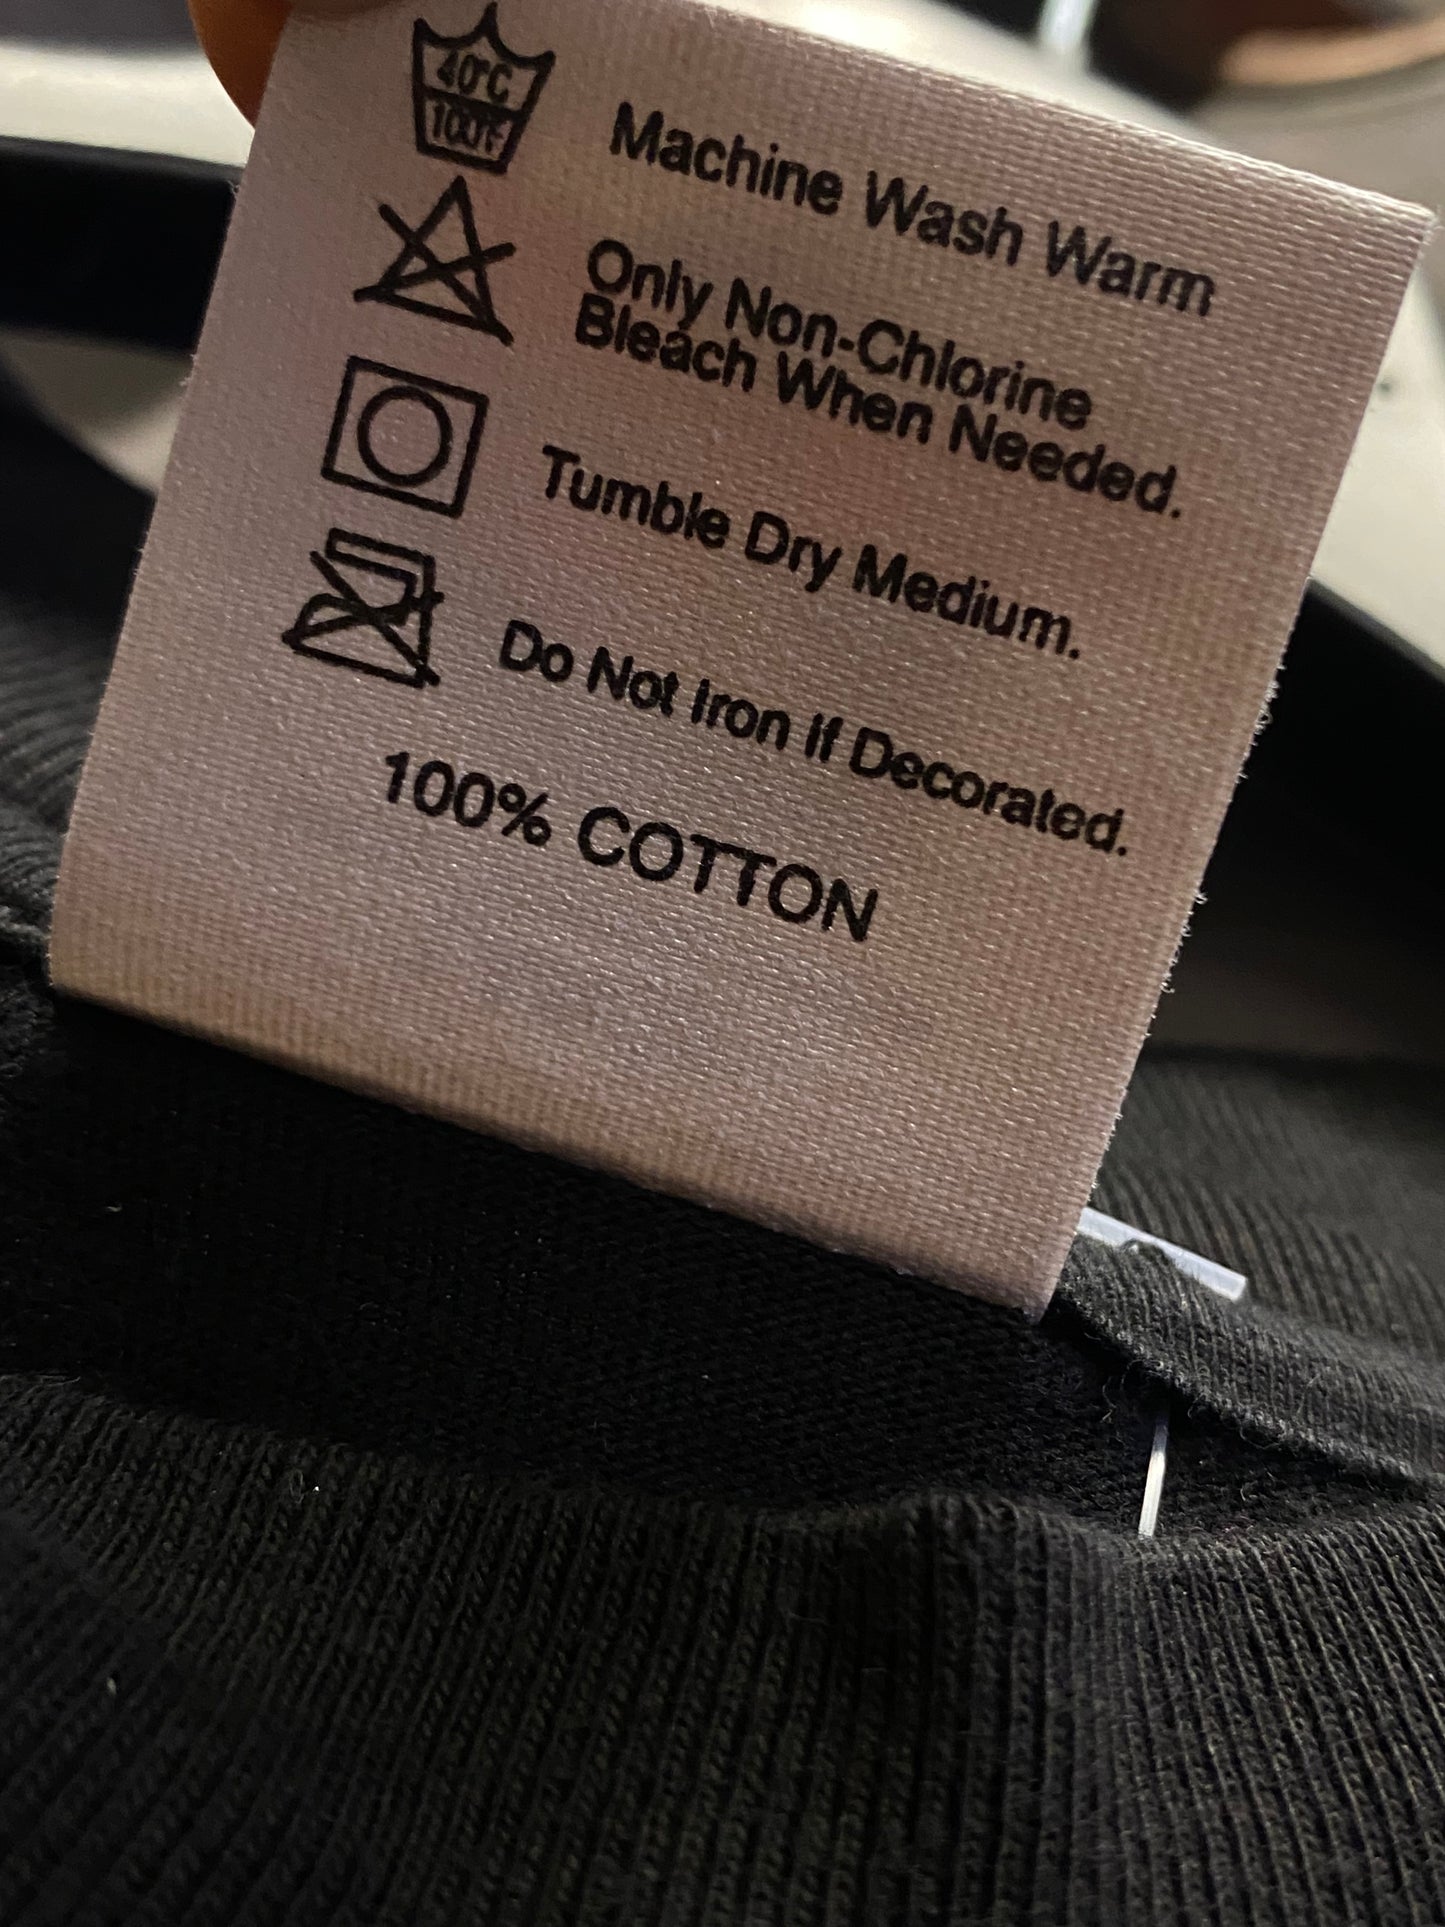 40°C
100°F
Machine Wash Warm
Only Non-Chlorine
Bleach When Needed.
Tumble Dry Medium.
Do Not Iron If Decorated.
100% COTTON